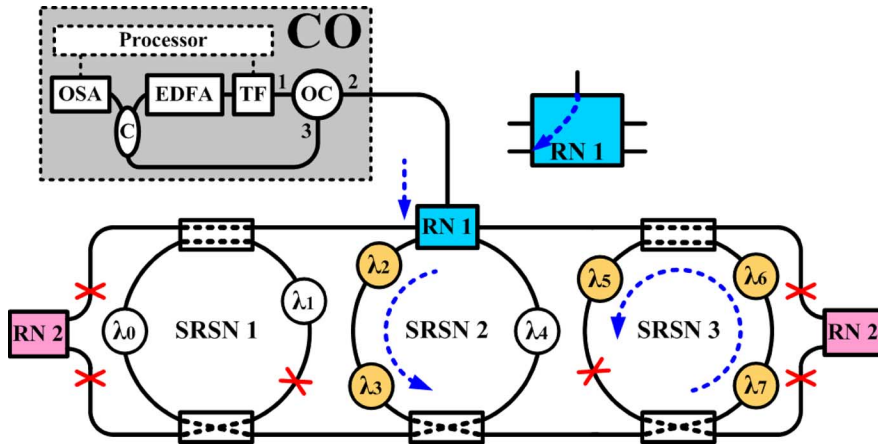 CO
Processor
OSA
EDFA
TF
1
OC
2
C
3
RN 1
RN 1
λ2
λ5
λ6
λ1
RN 2
λ0
SRSN 1
SRSN 2
λ4
SRSN 3
RN 2
λ3
λ7